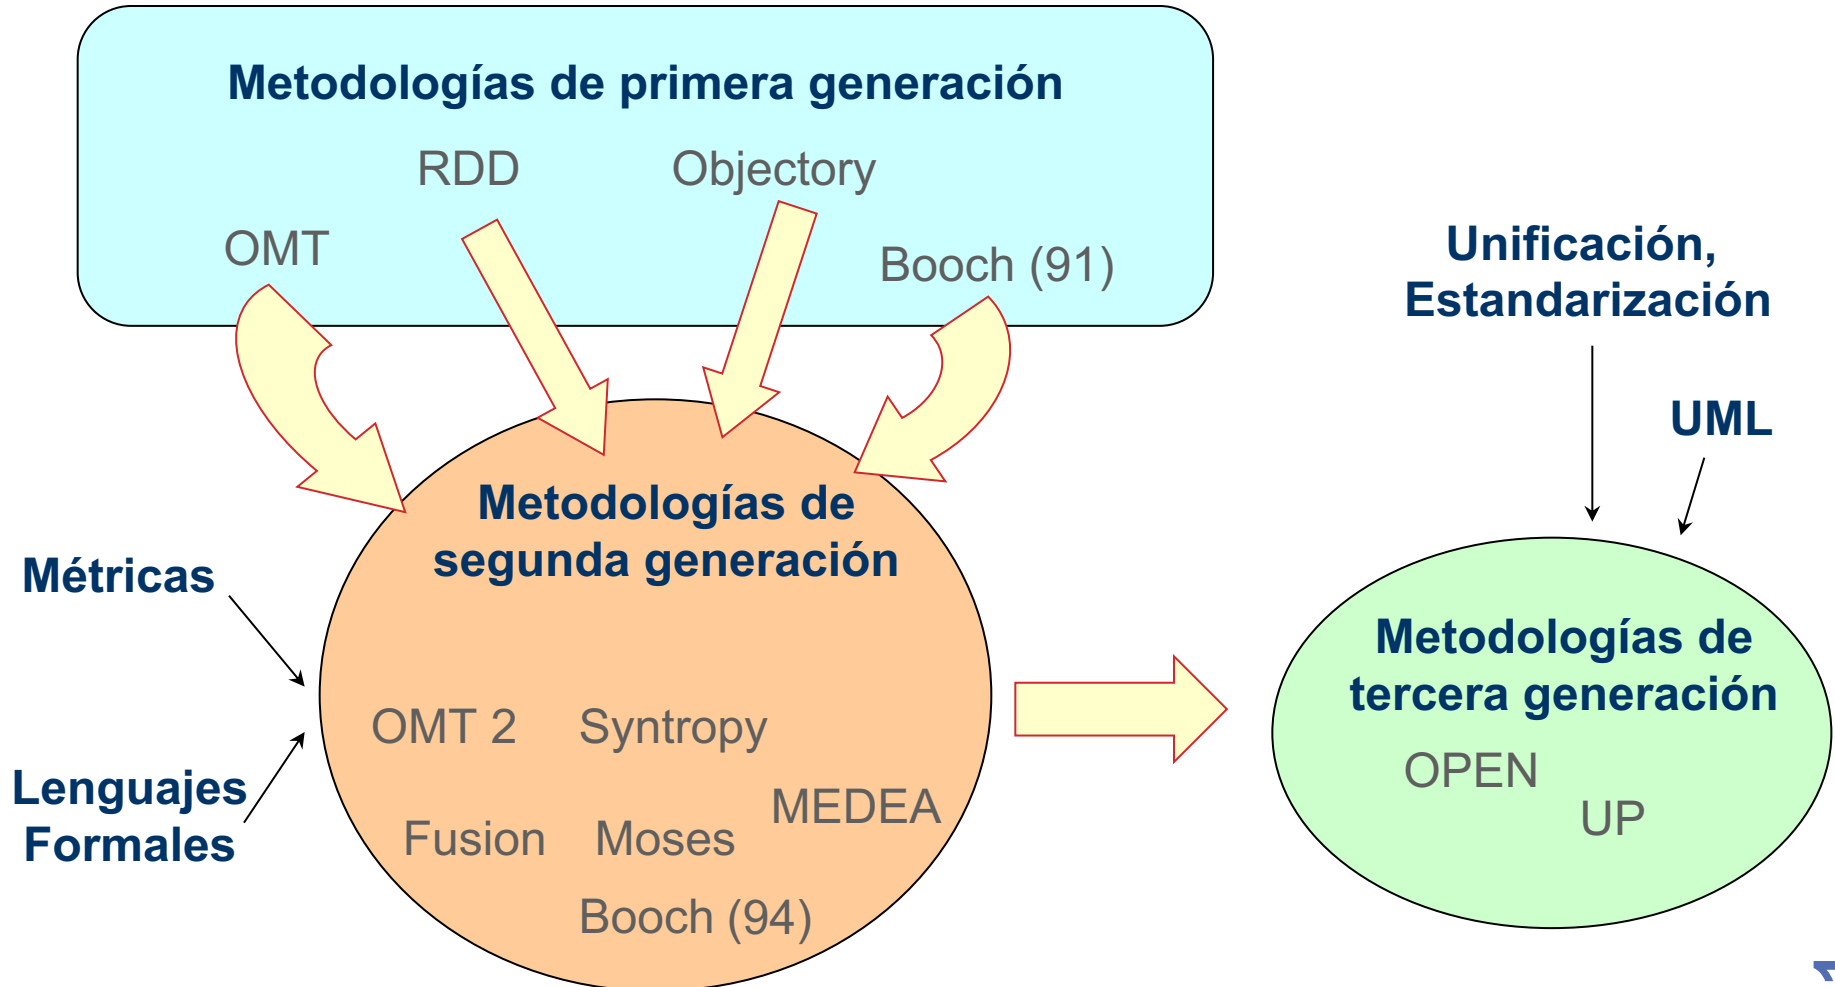 Metodologías de primera generación
RDD
Objectory
OMT
Booch (91)
Unificación,
Estandarización
UML
Metodologías de
segunda generación
Métricas
Lenguajes
Formales
OMT 2
Syntropy
MEDEA
Fusion
Moses
Booch (94)
Metodologías de
tercera generación
OPEN
UP